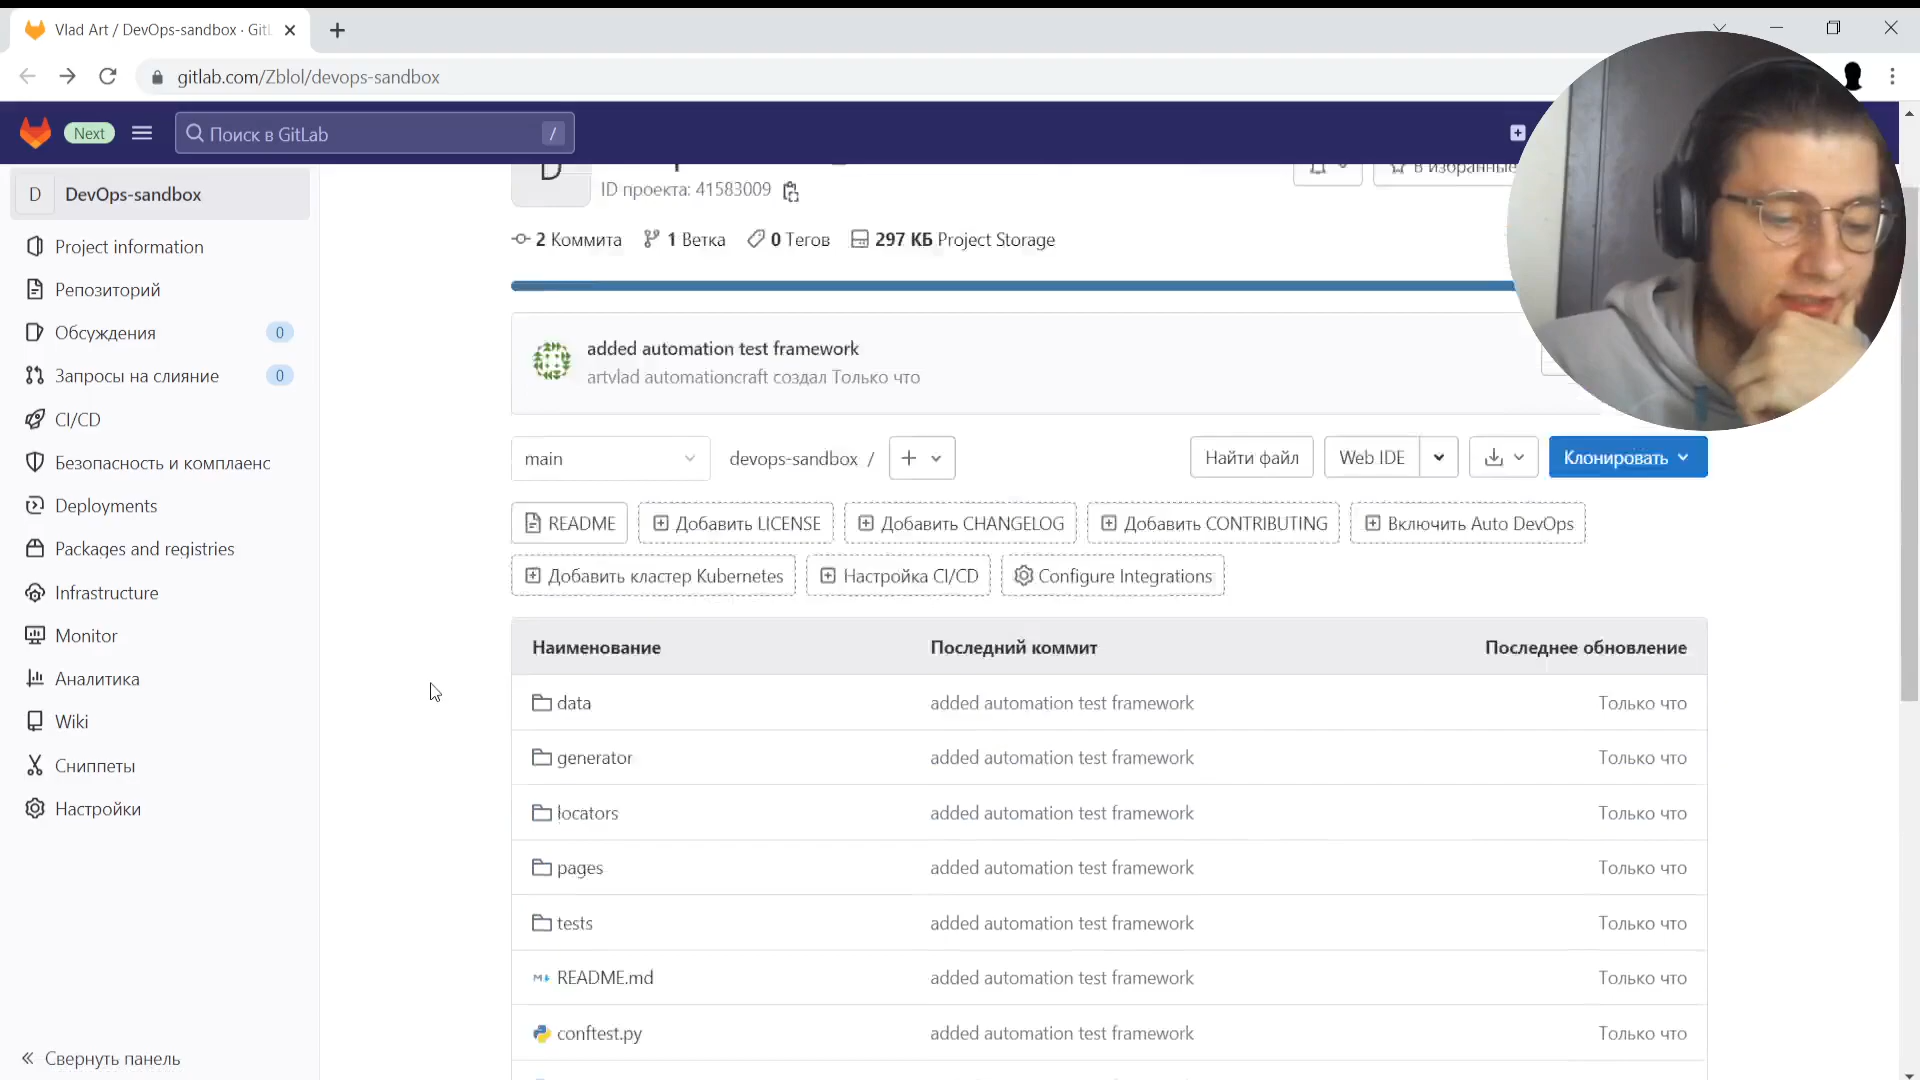 Vlad Art / DevOps-sandbox · Git
gitlab.com/Zblol/devops-sandbox
Next
Поиск в GitLab
/
D DevOps-sandbox
Project information
Репозиторий
Обсуждения 0
Запросы на слияние 0
CI/CD
Безопасность и комплаенс
Deployments
Packages and registries
Infrastructure
Monitor
Аналитика
Wiki
Сниппеты
Настройки
Свернуть панель
D
ID проекта: 41583009
в избранные
2 Коммита 1 Ветка 0 Тегов 297 КБ Project Storage
added automation test framework
artvlad automationcraft создал Только что
main
devops-sandbox /
Найти файл
Web IDE
Клонировать
README
Добавить LICENSE
Добавить CHANGELOG
Добавить CONTRIBUTING
Включить Auto DevOps
Добавить кластер Kubernetes
Настройка CI/CD
Configure Integrations
Наименование Последний коммит Последнее обновление
data added automation test framework Только что
generator added automation test framework Только что
locators added automation test framework Только что
pages added automation test framework Только что
tests added automation test framework Только что
README.md added automation test framework Только что
conftest.py added automation test framework Только что